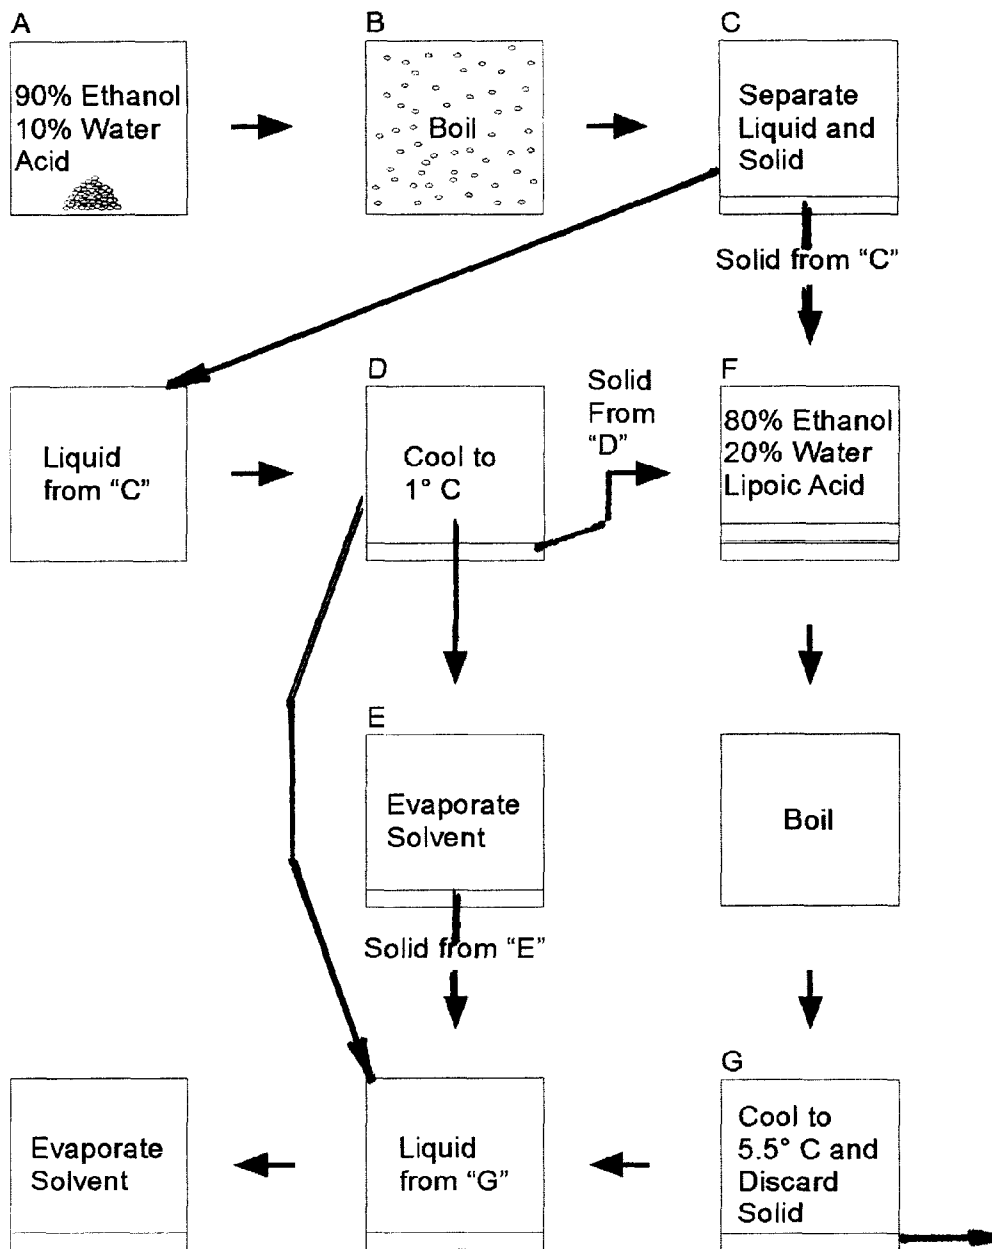 A
90% Ethanol
10% Water
Acid
B
Boil
C
Separate
Liquid and
Solid
Solid from “C”
Liquid
from “C”
D
Cool to
1° C
Solid
From
“D”
F
80% Ethanol
20% Water
Lipoic Acid
E
Evaporate
Solvent
Solid from “E”
Boil
Evaporate
Solvent
Liquid
from “G”
G
Cool to
5.5° C and
Discard
Solid